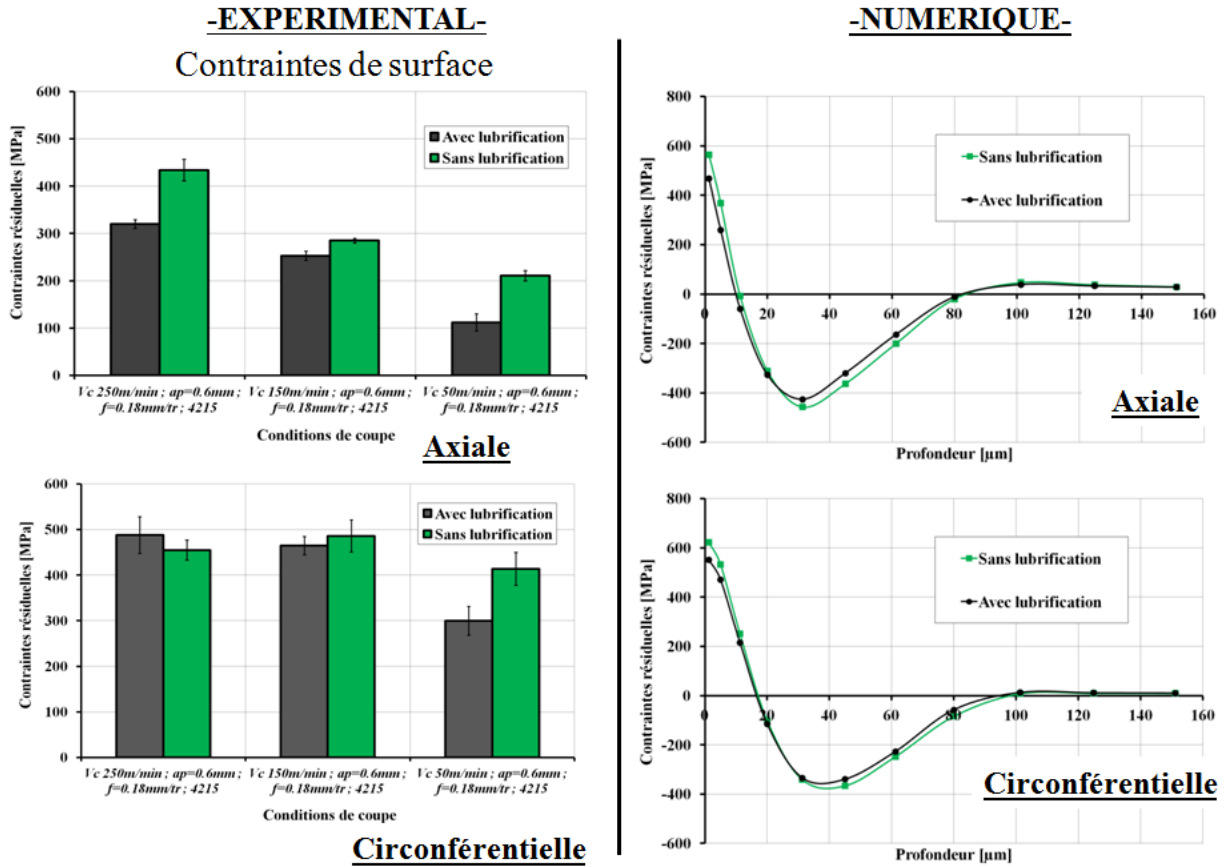 -EXPERIMENTAL-
Contraintes de surface
600
500
400
300
200
100
0
Contraintes résiduelles [MPa]
Avec lubrification
Sans lubrification
Vc 250m/min ; ap=0.6mm ;
f=0.18mm/tr ; 4215
Vc 150m/min ; ap=0.6mm ;
f=0.18mm/tr ; 4215
Vc 50m/min ; ap=0.6mm ;
f=0.18mm/tr ; 4215
Conditions de coupe
Axiale
600
500
400
300
200
100
0
Contraintes résiduelles [MPa]
Avec lubrification
Sans lubrification
Vc 250m/min ; ap=0.6mm ;
f=0.18mm/tr ; 4215
Vc 150m/min ; ap=0.6mm ;
f=0.18mm/tr ; 4215
Vc 50m/min ; ap=0.6mm ;
f=0.18mm/tr ; 4215
Conditions de coupe
Circonférentielle
-NUMERIQUE-
800
600
400
200
0
-200
-400
-600
Contraintes résiduelles [MPa]
Sans lubrification
Avec lubrification
0 20 40 60 80 100 120 140 160
Axiale
Profondeur [µm]
800
600
400
200
0
-200
-400
-600
Contraintes résiduelles [MPa]
Sans lubrification
Avec lubrification
0 20 40 60 80 100 120 140 160
Circonférentielle
Profondeur [µm]